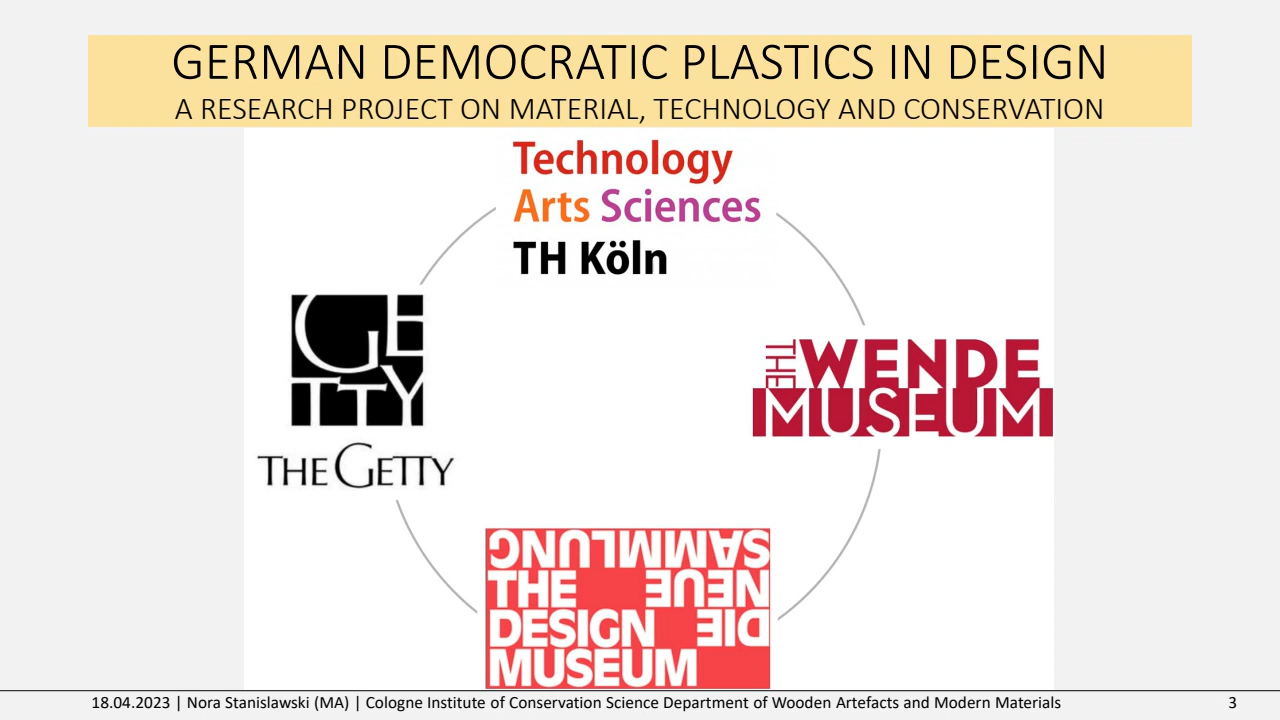 GERMAN DEMOCRATIC PLASTICS IN DESIGN
A RESEARCH PROJECT ON MATERIAL, TECHNOLOGY AND CONSERVATION
Technology
Arts Sciences
TH Köln
GE
TTY
THE GETTY
THE WENDE
MUSEUM
DIE
NEUE
SAMMLUNG
THE
DESIGN
MUSEUM
18.04.2023 | Nora Stanislawski (MA) | Cologne Institute of Conservation Science Department of Wooden Artefacts and Modern Materials 3